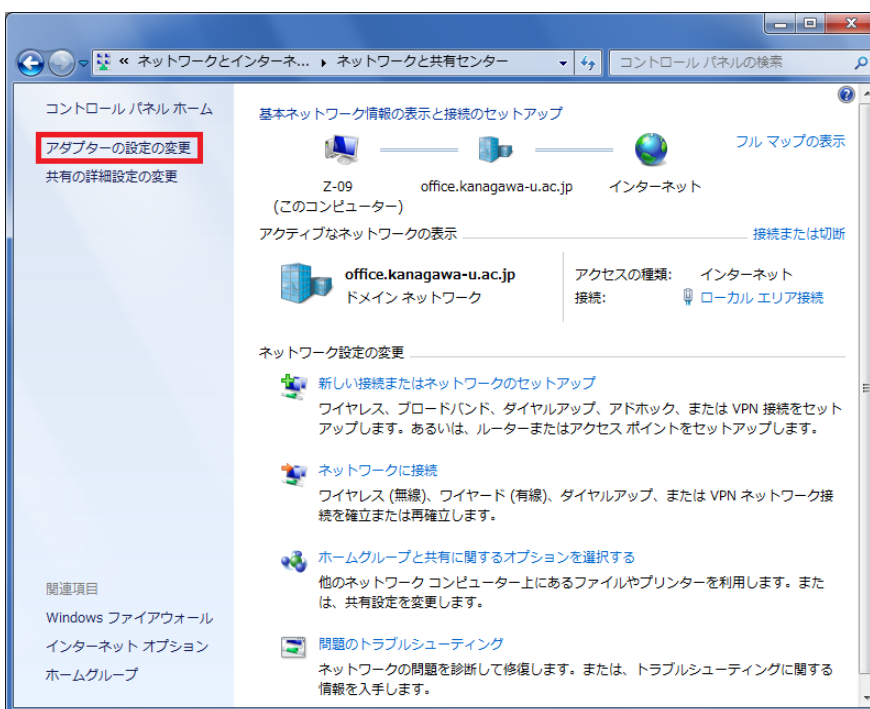 « ネットワークとインターネ... ▸ ネットワークと共有センター
コントロール パネルの検索
コントロール パネル ホーム
アダプターの設定の変更
共有の詳細設定の変更
基本ネットワーク情報の表示と接続のセットアップ
フル マップの表示
Z-09
(このコンピューター)
office.kanagawa-u.ac.jp
インターネット
アクティブなネットワークの表示
接続または切断
office.kanagawa-u.ac.jp
ドメイン ネットワーク
アクセスの種類: インターネット
接続: ローカル エリア接続
ネットワーク設定の変更
新しい接続またはネットワークのセットアップ
ワイヤレス、ブロードバンド、ダイヤルアップ、アドホック、または VPN 接続をセット
アップします。あるいは、ルーターまたはアクセス ポイントをセットアップします。
ネットワークに接続
ワイヤレス (無線)、ワイヤード (有線)、ダイヤルアップ、または VPN ネットワーク接
続を確立または再確立します。
ホームグループと共有に関するオプションを選択する
他のネットワーク コンピューター上にあるファイルやプリンターを利用します。また
は、共有設定を変更します。
問題のトラブルシューティング
ネットワークの問題を診断して修復します。または、トラブルシューティングに関する
情報を入手します。
関連項目
Windows ファイアウォール
インターネット オプション
ホームグループ